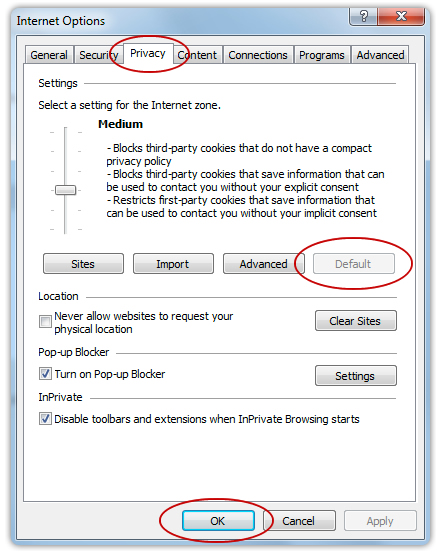 Internet Options
General Security Privacy Content Connections Programs Advanced
Settings
Select a setting for the Internet zone.
Medium
- Blocks third-party cookies that do not have a compact
privacy policy
- Blocks third-party cookies that save information that can
be used to contact you without your explicit consent
- Restricts first-party cookies that save information that
can be used to contact you without your implicit consent
Sites Import Advanced Default
Location
Never allow websites to request your
physical location
Clear Sites
Pop-up Blocker
Turn on Pop-up Blocker
Settings
InPrivate
Disable toolbars and extensions when InPrivate Browsing starts
OK Cancel Apply